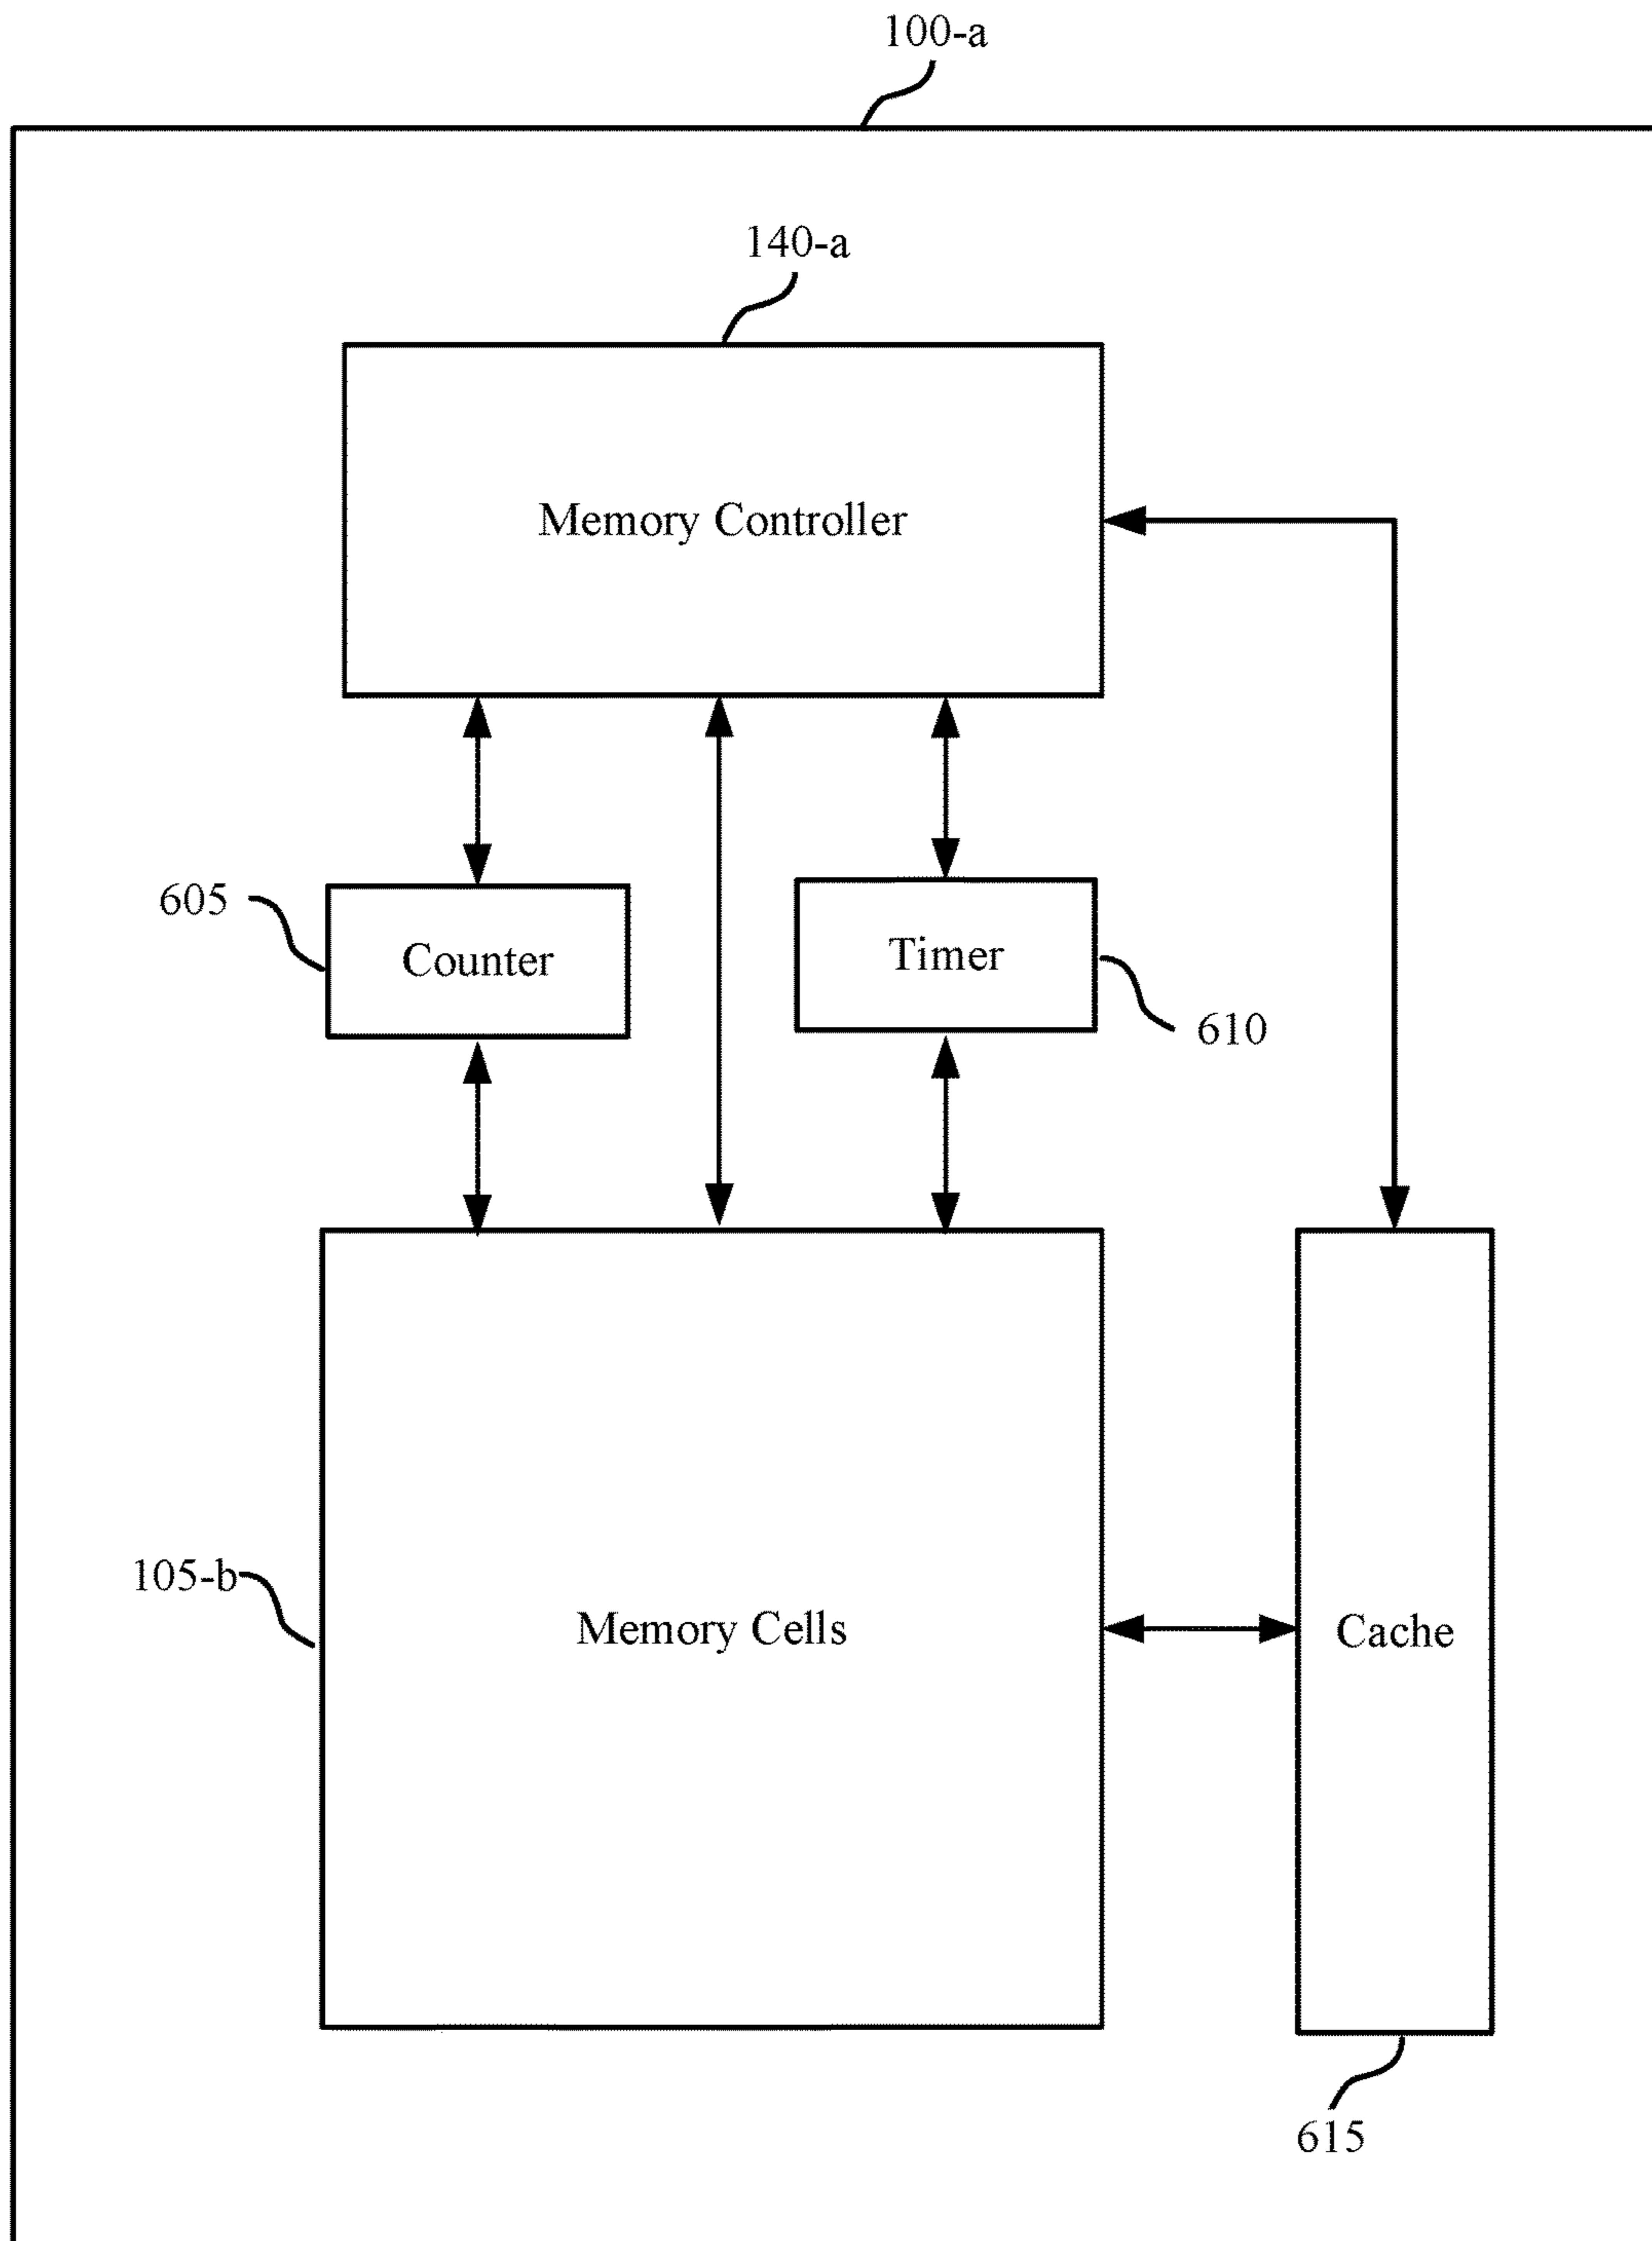 100-a
140-a
Memory Controller
605
Counter
Timer
610
105-b
Memory Cells
Cache
615